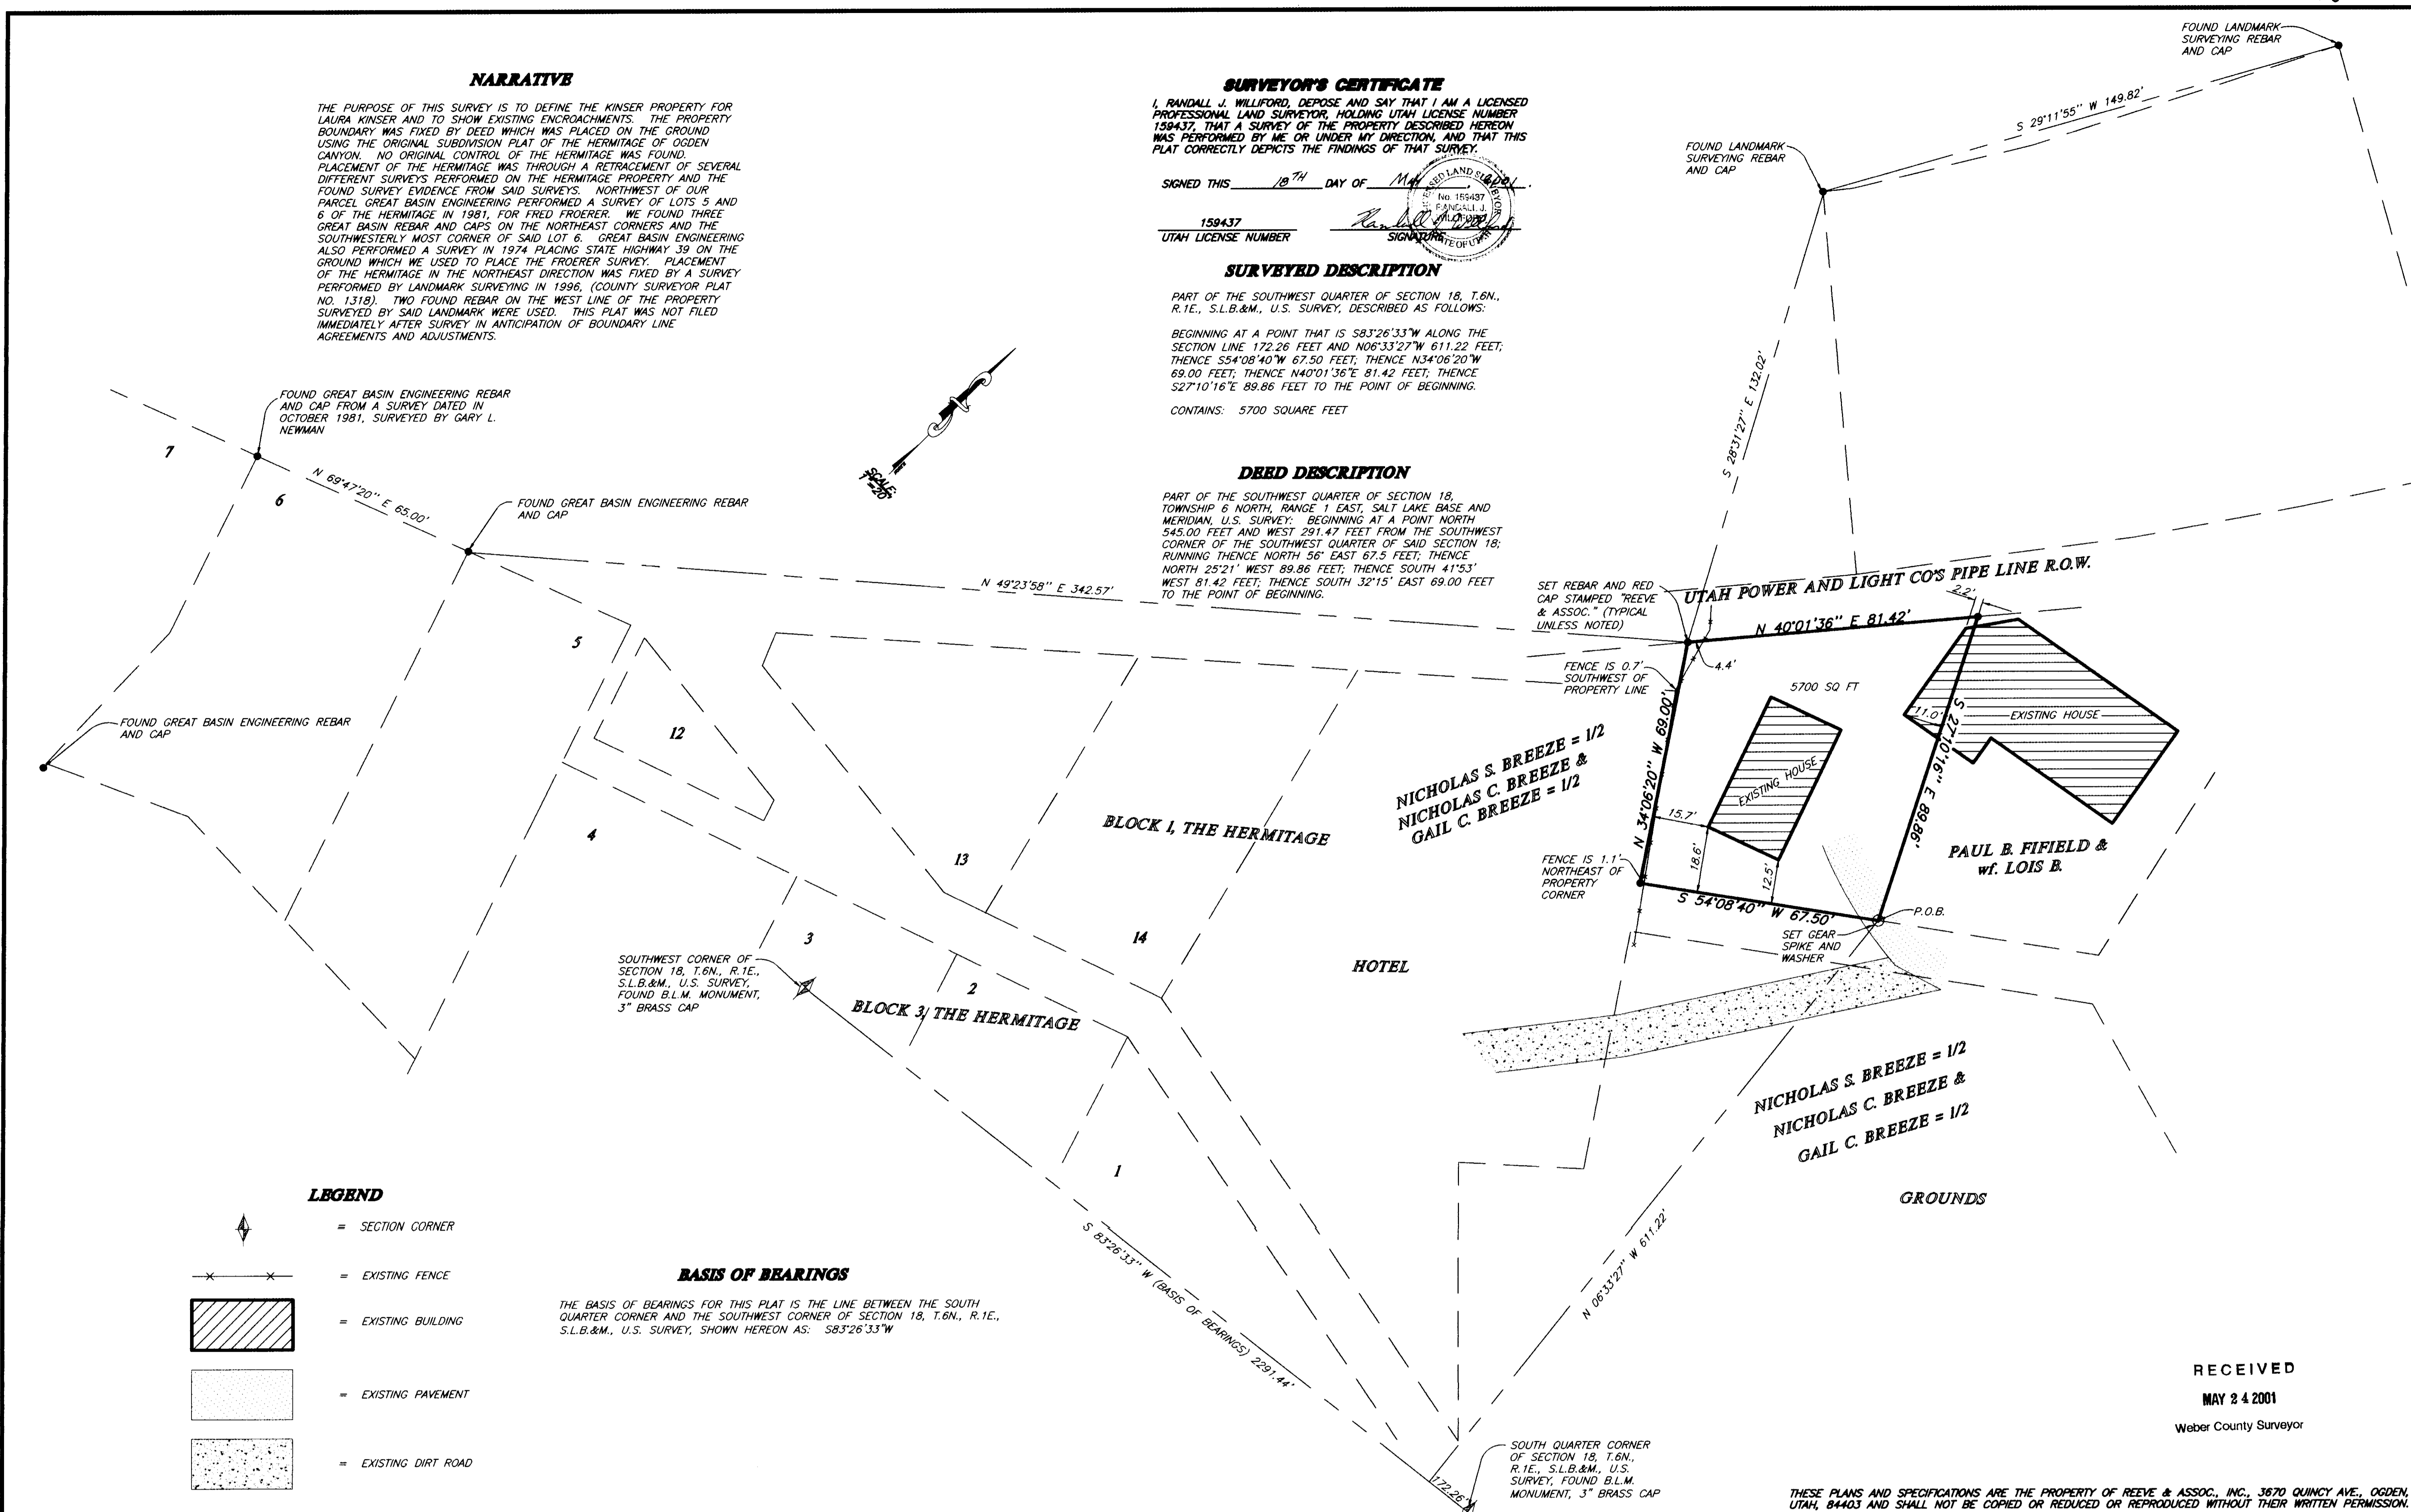 NARRATIVE
THE PURPOSE OF THIS SURVEY IS TO DEFINE THE KINSER PROPERTY FOR
LAURA KINSER AND TO SHOW EXISTING ENCROACHMENTS. THE PROPERTY
BOUNDARY WAS FIXED BY DEED WHICH WAS PLACED ON THE GROUND
USING THE ORIGINAL SUBDIVISION PLAT OF THE HERMITAGE OF OGDEN
CANYON. NO ORIGINAL CONTROL OF THE HERMITAGE WAS FOUND.
PLACEMENT OF THE HERMITAGE WAS THROUGH A RETRACEMENT OF SEVERAL
DIFFERENT SURVEYS PERFORMED ON THE HERMITAGE PROPERTY AND THE
FOUND SURVEY EVIDENCE FROM SAID SURVEYS. NORTHWEST OF OUR
PARCEL GREAT BASIN ENGINEERING PERFORMED A SURVEY OF LOTS 5 AND
6 OF THE HERMITAGE IN 1981, FOR FRED FROERER. WE FOUND THREE
GREAT BASIN REBAR AND CAPS ON THE NORTHEAST CORNERS AND THE
SOUTHWESTERLY MOST CORNER OF SAID LOT 6. GREAT BASIN ENGINEERING
ALSO PERFORMED A SURVEY IN 1974 PLACING STATE HIGHWAY 39 ON THE
GROUND WHICH WE USED TO PLACE THE FROERER SURVEY. PLACEMENT
OF THE HERMITAGE IN THE NORTHEAST DIRECTION WAS FIXED BY A SURVEY
PERFORMED BY LANDMARK SURVEYING IN 1996, (COUNTY SURVEYOR PLAT
NO. 1318). TWO FOUND REBAR ON THE WEST LINE OF THE PROPERTY
SURVEYED BY SAID LANDMARK WERE USED. THIS PLAT WAS NOT FILED
IMMEDIATELY AFTER SURVEY IN ANTICIPATION OF BOUNDARY LINE
AGREEMENTS AND ADJUSTMENTS.
SURVEYOR'S CERTIFICATE
I, RANDALL J. WILLIFORD, DEPOSE AND SAY THAT I AM A LICENSED
PROFESSIONAL LAND SURVEYOR, HOLDING UTAH LICENSE NUMBER
159437, THAT A SURVEY OF THE PROPERTY DESCRIBED HEREON
WAS PERFORMED BY ME OR UNDER MY DIRECTION, AND THAT THIS
PLAT CORRECTLY DEPICTS THE FINDINGS OF THAT SURVEY.
SIGNED THIS 18TH DAY OF May, 2001.
159437
UTAH LICENSE NUMBER
SIGNATURE
LAND SURVEYOR
No. 159437
RANDALL J.
WILLIFORD
STATE OF UTAH
SURVEYED DESCRIPTION
PART OF THE SOUTHWEST QUARTER OF SECTION 18, T.6N.,
R.1E., S.L.B.&M., U.S. SURVEY, DESCRIBED AS FOLLOWS:
BEGINNING AT A POINT THAT IS S83°26'33"W ALONG THE
SECTION LINE 172.26 FEET AND N06°33'27"W 611.22 FEET;
THENCE S54°08'40"W 67.50 FEET; THENCE N34°06'20"W
69.00 FEET; THENCE N40°01'36"E 81.42 FEET; THENCE
S27°10'16"E 89.86 FEET TO THE POINT OF BEGINNING.
CONTAINS: 5700 SQUARE FEET
DEED DESCRIPTION
PART OF THE SOUTHWEST QUARTER OF SECTION 18,
TOWNSHIP 6 NORTH, RANGE 1 EAST, SALT LAKE BASE AND
MERIDIAN, U.S. SURVEY: BEGINNING AT A POINT NORTH
545.00 FEET AND WEST 291.47 FEET FROM THE SOUTHWEST
CORNER OF THE SOUTHWEST QUARTER OF SAID SECTION 18;
RUNNING THENCE NORTH 56° EAST 67.5 FEET; THENCE
NORTH 25°21' WEST 89.86 FEET; THENCE SOUTH 41°53'
WEST 81.42 FEET; THENCE SOUTH 32°15' EAST 69.00 FEET
TO THE POINT OF BEGINNING.
FOUND LANDMARK
SURVEYING REBAR
AND CAP
S 29°11'55" W 149.82'
FOUND LANDMARK
SURVEYING REBAR
AND CAP
S 28°31'27" E 132.02'
SCALE:
1"=20'
FOUND GREAT BASIN ENGINEERING REBAR
AND CAP FROM A SURVEY DATED IN
OCTOBER 1981, SURVEYED BY GARY L.
NEWMAN
7
6
N 69°47'20" E 65.00'
FOUND GREAT BASIN ENGINEERING REBAR
AND CAP
N 49°23'58" E 342.57'
SET REBAR AND RED
CAP STAMPED "REEVE
& ASSOC." (TYPICAL
UNLESS NOTED)
UTAH POWER AND LIGHT CO'S PIPE LINE R.O.W.
2.2'
N 40°01'36" E 81.42'
4.4'
FENCE IS 0.7'
SOUTHWEST OF
PROPERTY LINE
5700 SQ FT
11.0'
EXISTING HOUSE
S 27°10'16" E 89.86'
N 34°06'20" W 69.00'
EXISTING HOUSE
15.7'
18.6'
12.5'
FENCE IS 1.1'
NORTHEAST OF
PROPERTY
CORNER
S 54°08'40" W 67.50'
P.O.B.
SET GEAR
SPIKE AND
WASHER
PAUL B. FIFIELD &
wf. LOIS B.
NICHOLAS S. BREEZE = 1/2
NICHOLAS C. BREEZE &
GAIL C. BREEZE = 1/2
FOUND GREAT BASIN ENGINEERING REBAR
AND CAP
5
12
4
13
BLOCK 1, THE HERMITAGE
14
HOTEL
3
2
SOUTHWEST CORNER OF
SECTION 18, T.6N., R.1E.,
S.L.B.&M., U.S. SURVEY,
FOUND B.L.M. MONUMENT,
3" BRASS CAP
BLOCK 3, THE HERMITAGE
1
NICHOLAS S. BREEZE = 1/2
NICHOLAS C. BREEZE &
GAIL C. BREEZE = 1/2
GROUNDS
S 83°26'33" W (BASIS OF BEARINGS) 2291.44'
N 06°33'27" W 611.22'
172.26'
SOUTH QUARTER CORNER
OF SECTION 18, T.6N.,
R.1E., S.L.B.&M., U.S.
SURVEY, FOUND B.L.M.
MONUMENT, 3" BRASS CAP
LEGEND
= SECTION CORNER
= EXISTING FENCE
= EXISTING BUILDING
= EXISTING PAVEMENT
= EXISTING DIRT ROAD
BASIS OF BEARINGS
THE BASIS OF BEARINGS FOR THIS PLAT IS THE LINE BETWEEN THE SOUTH
QUARTER CORNER AND THE SOUTHWEST CORNER OF SECTION 18, T.6N., R.1E.,
S.L.B.&M., U.S. SURVEY, SHOWN HEREON AS: S83°26'33"W
RECEIVED
MAY 24 2001
Weber County Surveyor
THESE PLANS AND SPECIFICATIONS ARE THE PROPERTY OF REEVE & ASSOC., INC., 3670 QUINCY AVE., OGDEN,
UTAH, 84403 AND SHALL NOT BE COPIED OR REDUCED OR REPRODUCED WITHOUT THEIR WRITTEN PERMISSION.